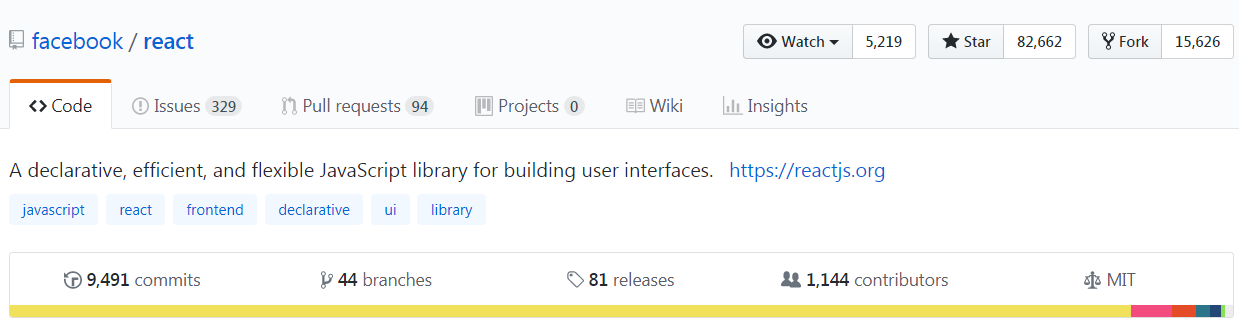 facebook / react Watch 5,219 Star 82,662 Fork 15,626
Code Issues 329 Pull requests 94 Projects 0 Wiki Insights
A declarative, efficient, and flexible JavaScript library for building user interfaces. https://reactjs.org
javascript react frontend declarative ui library
9,491 commits 44 branches 81 releases 1,144 contributors MIT